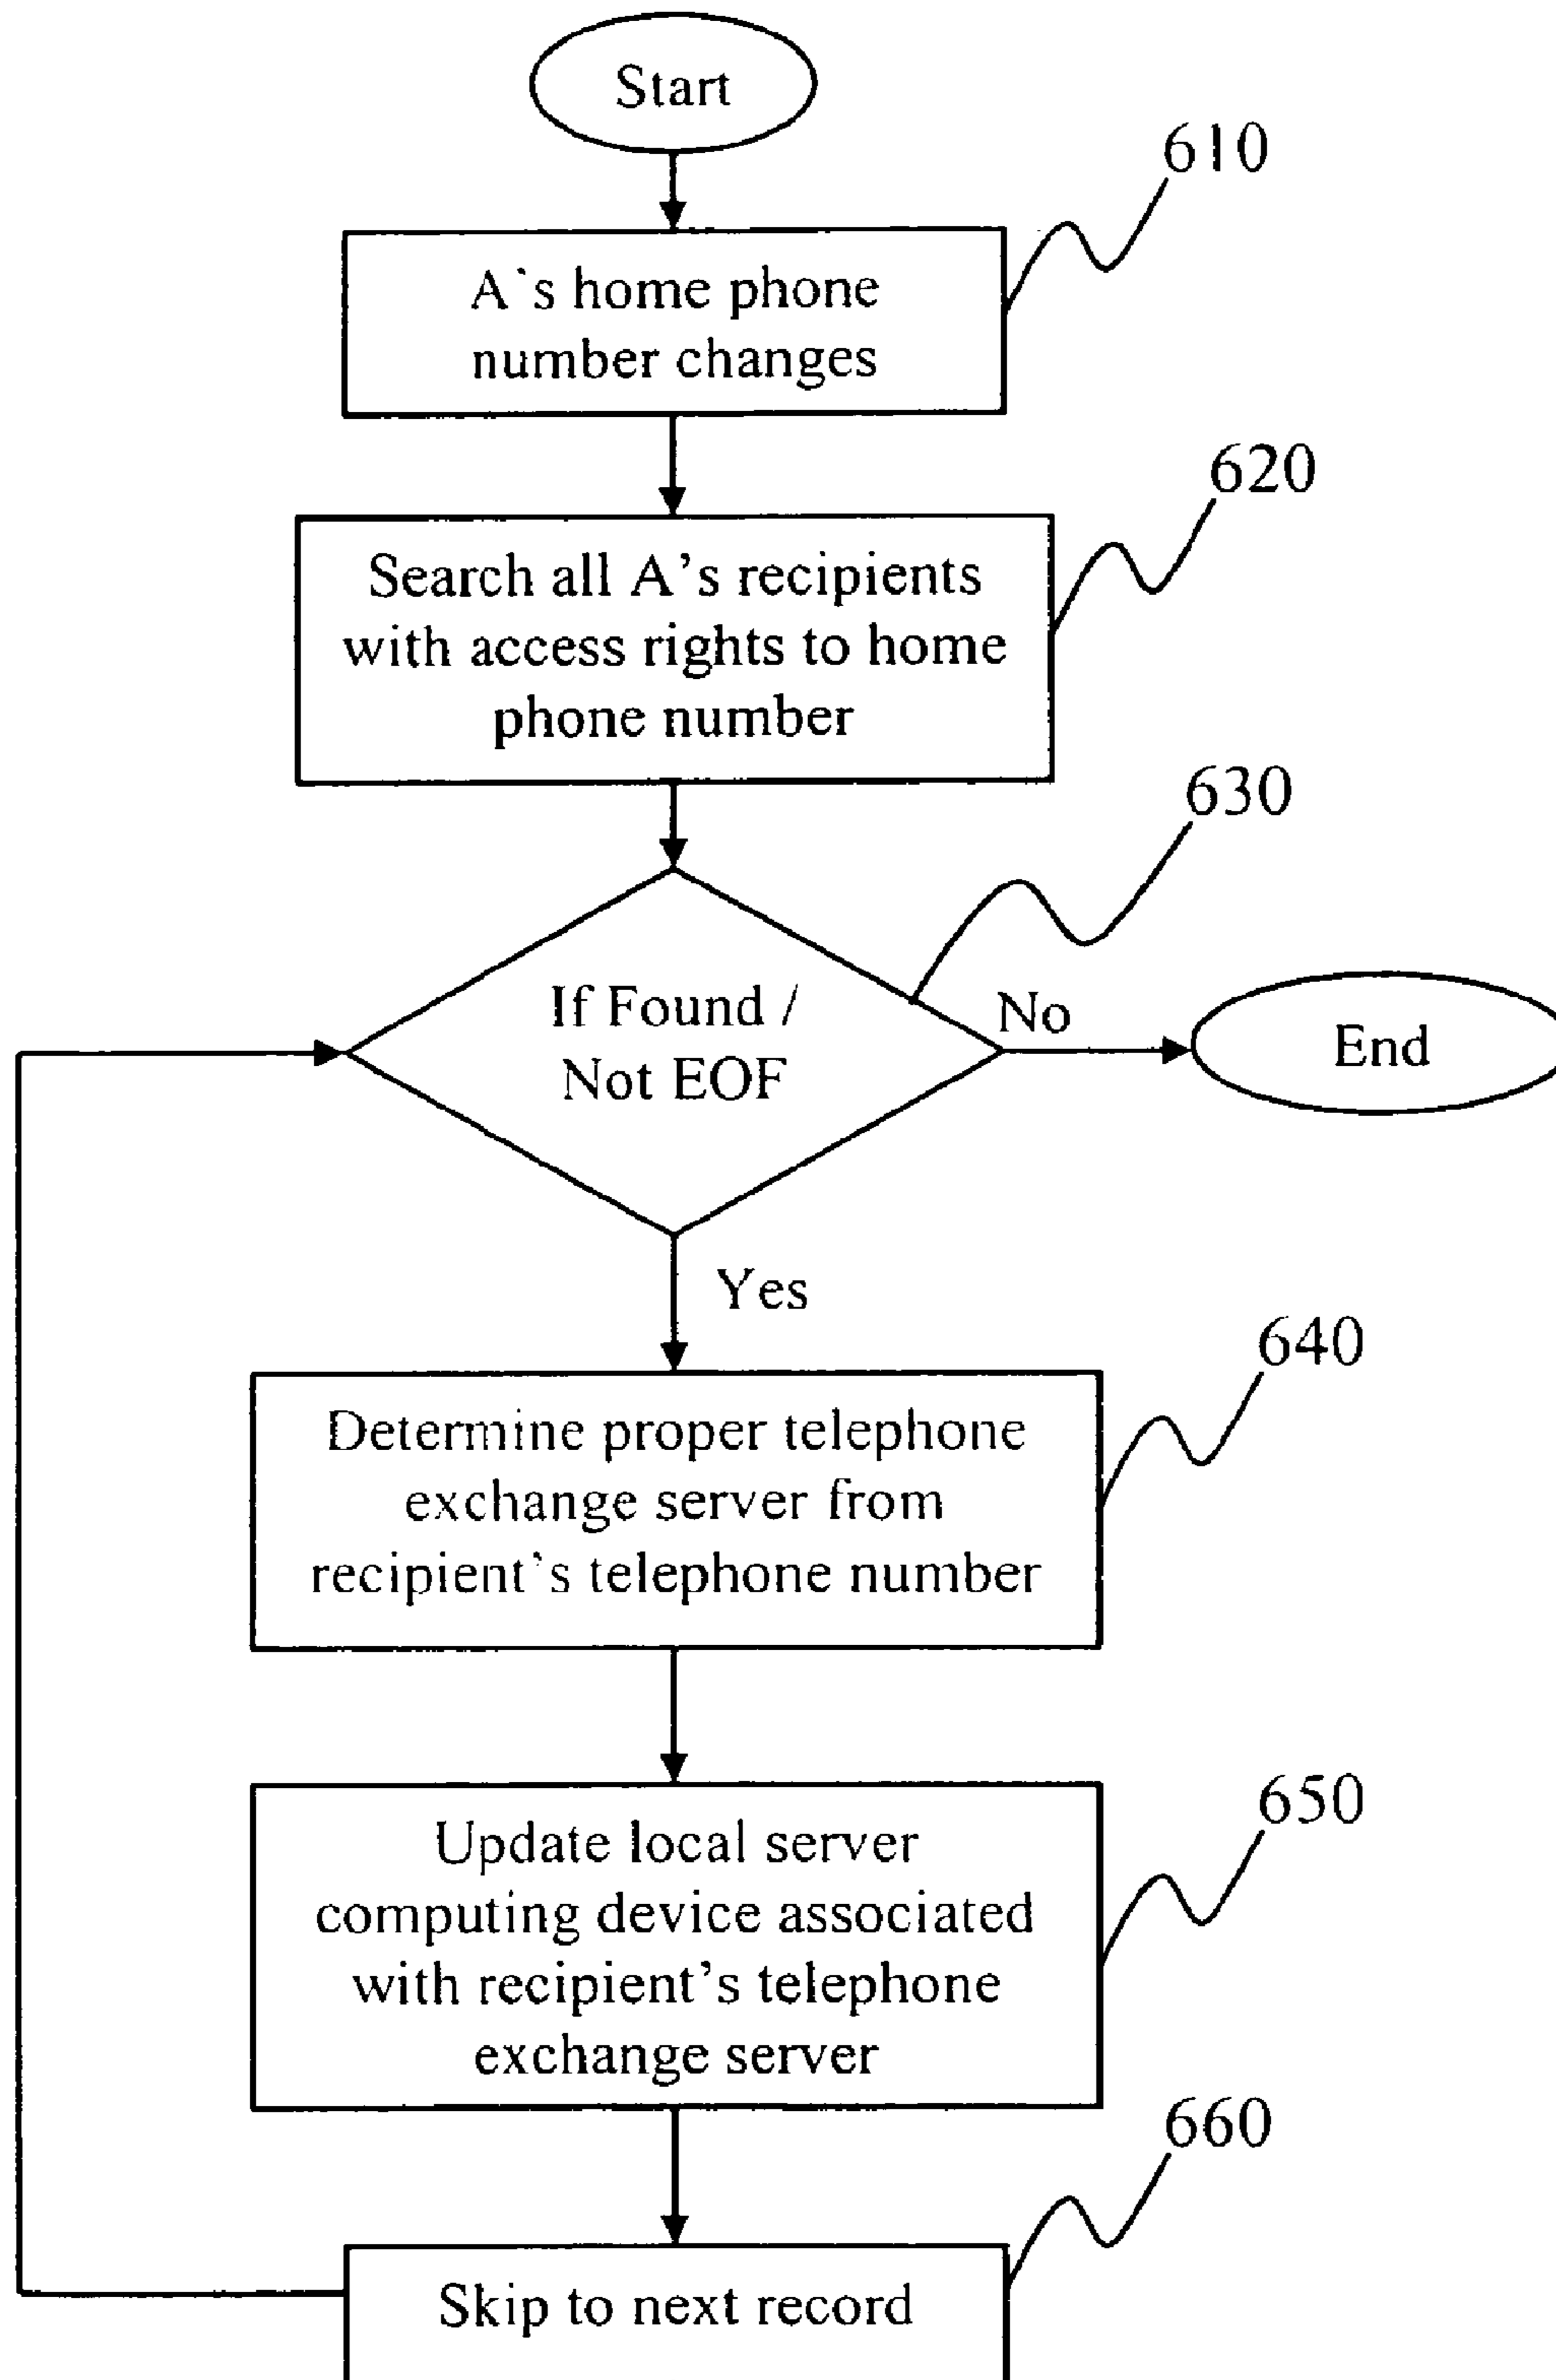 Start
610
A's home phone
number changes
620
Search all A's recipients
with access rights to home
phone number
630
If Found /
Not EOF
No
End
Yes
640
Determine proper telephone
exchange server from
recipient's telephone number
650
Update local server
computing device associated
with recipient's telephone
exchange server
660
Skip to next record